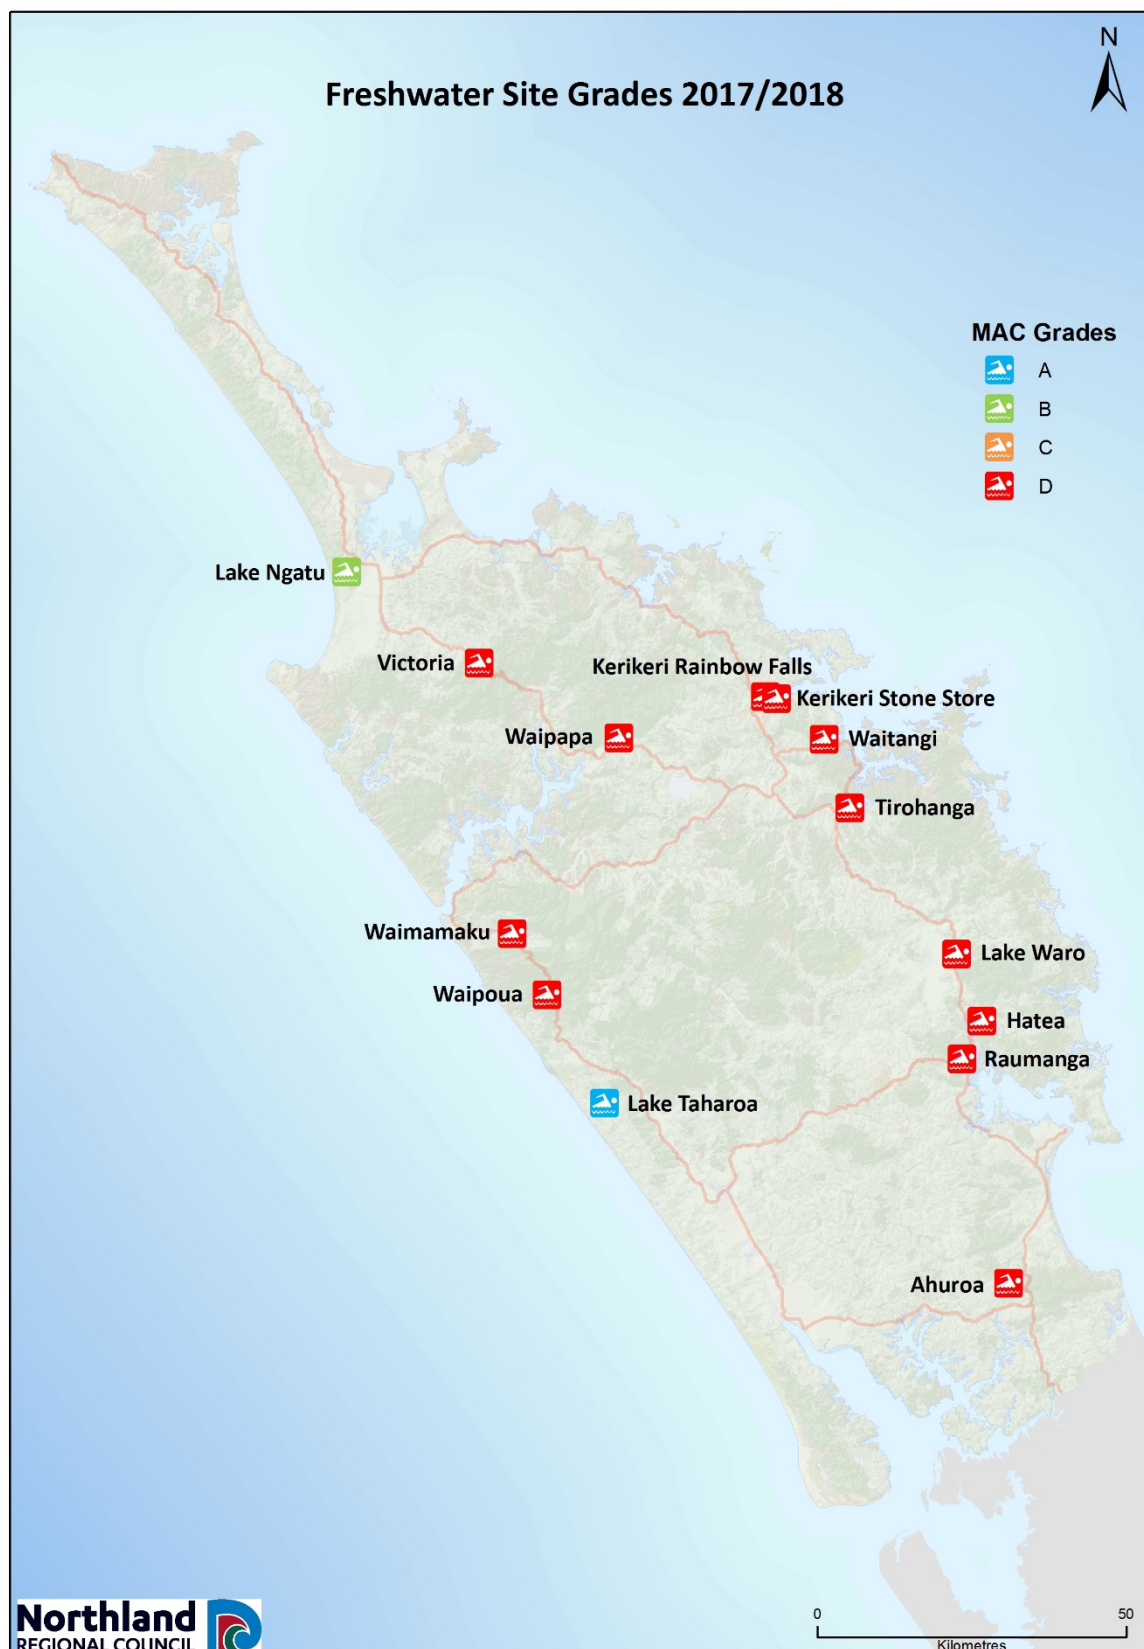 N
Freshwater Site Grades 2017/2018
MAC Grades
A
B
C
D
Lake Ngatu
Victoria
Kerikeri Rainbow Falls
Kerikeri Stone Store
Waipapa
Waitangi
Tirohanga
Waimamaku
Lake Waro
Waipoua
Hatea
Raumanga
Lake Taharoa
Ahuroa
Northland
REGIONAL COUNCIL
0 50
Kilometres